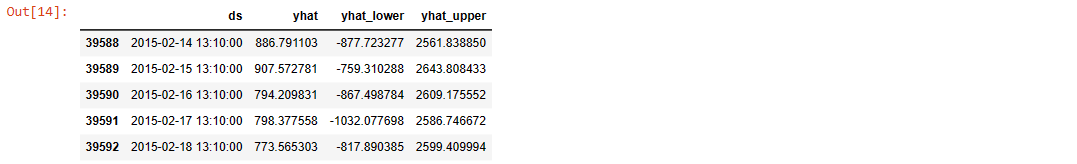 Out[14]:
ds yhat yhat_lower yhat_upper
39588 2015-02-14 13:10:00 886.791103 -877.723277 2561.838850
39589 2015-02-15 13:10:00 907.572781 -759.310288 2643.808433
39590 2015-02-16 13:10:00 794.209831 -867.498784 2609.175552
39591 2015-02-17 13:10:00 798.377558 -1032.077698 2586.746672
39592 2015-02-18 13:10:00 773.565303 -817.890385 2599.409994